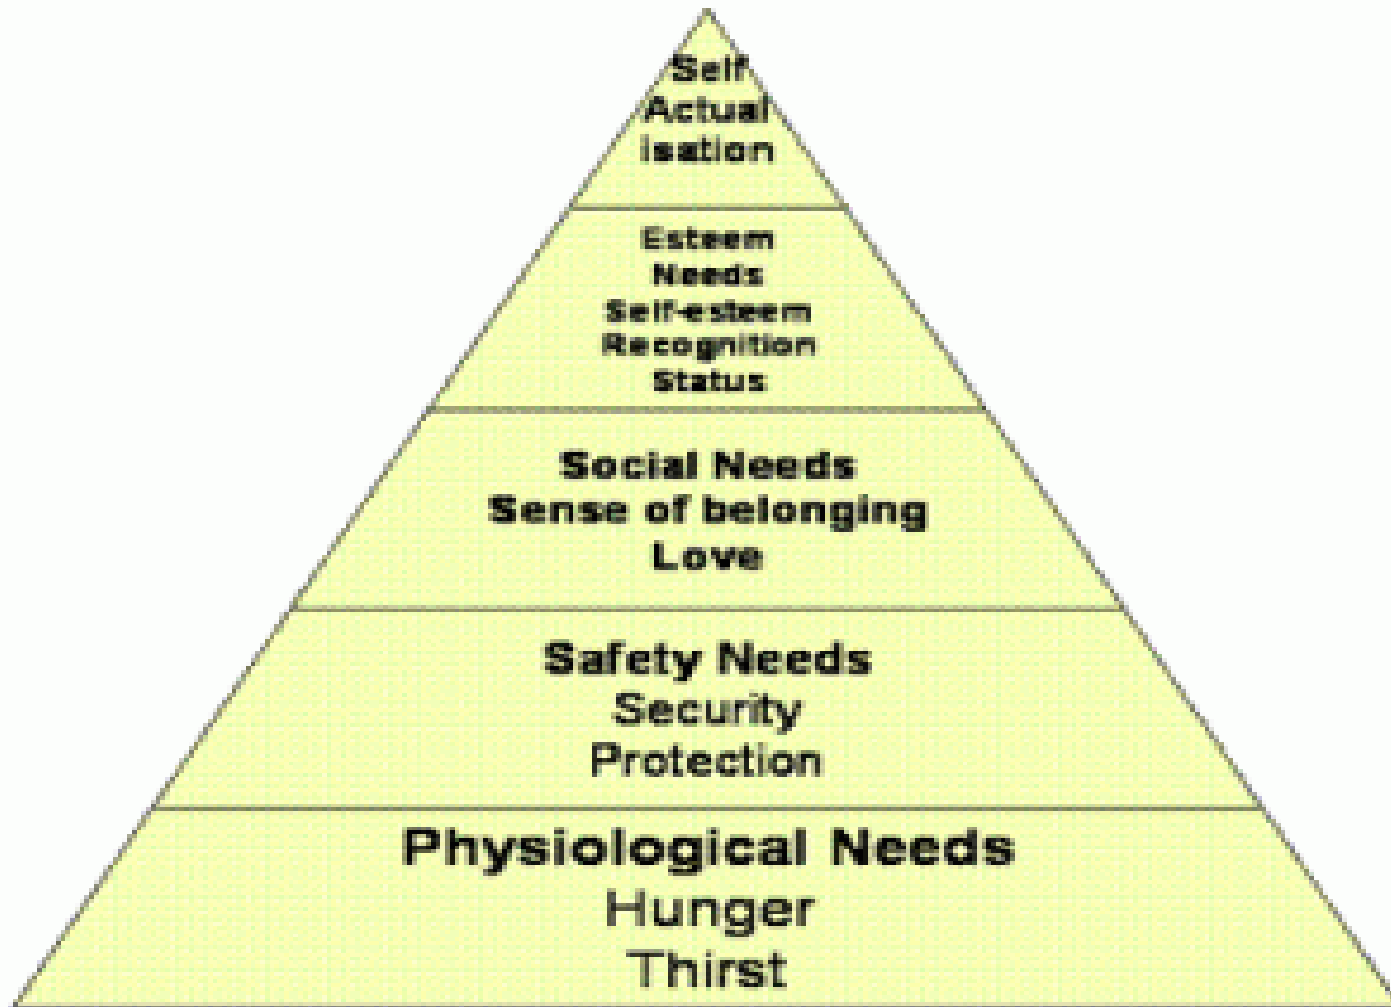 Self
Actual
isation
Esteem
Needs
Self-esteem
Recognition
Status
Social Needs
Sense of belonging
Love
Safety Needs
Security
Protection
Physiological Needs
Hunger
Thirst